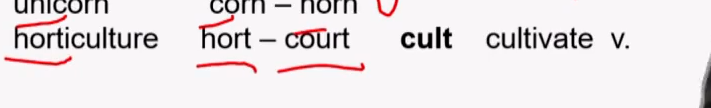 unicorn corn – horn
horticulture hort – court cult cultivate v.